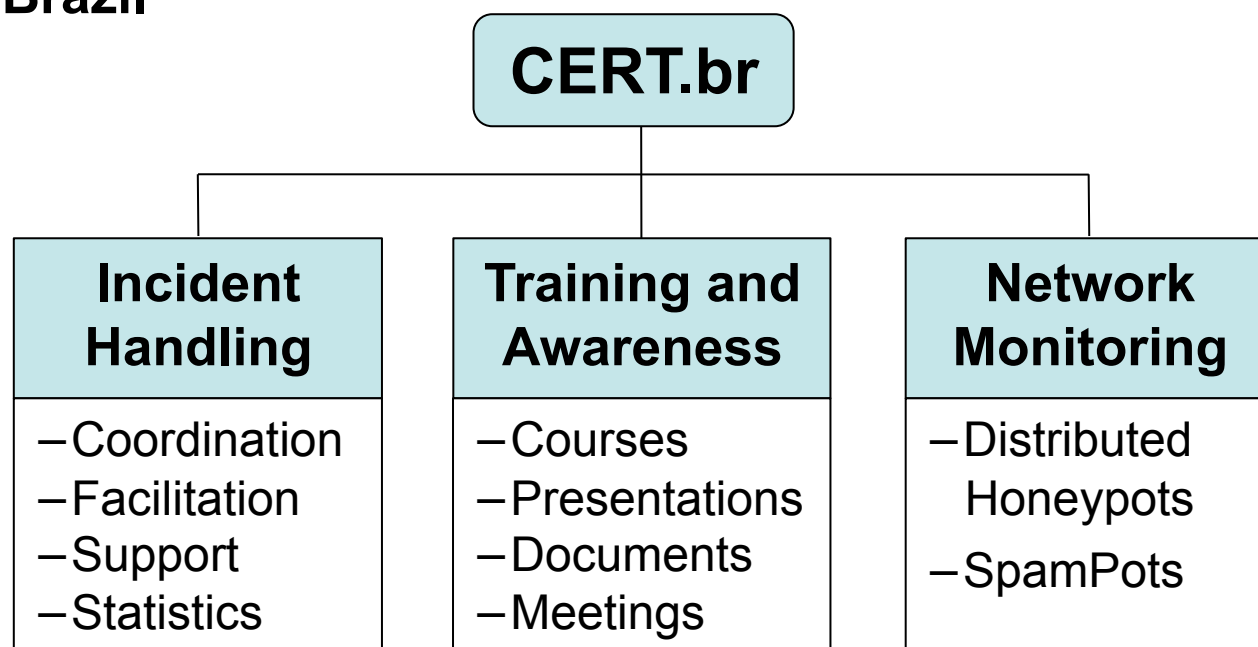 Brazil
CERT.br
Incident
Handling
–Coordination
–Facilitation
–Support
–Statistics
Training and
Awareness
–Courses
–Presentations
–Documents
–Meetings
Network
Monitoring
–Distributed
Honeypots
–SpamPots